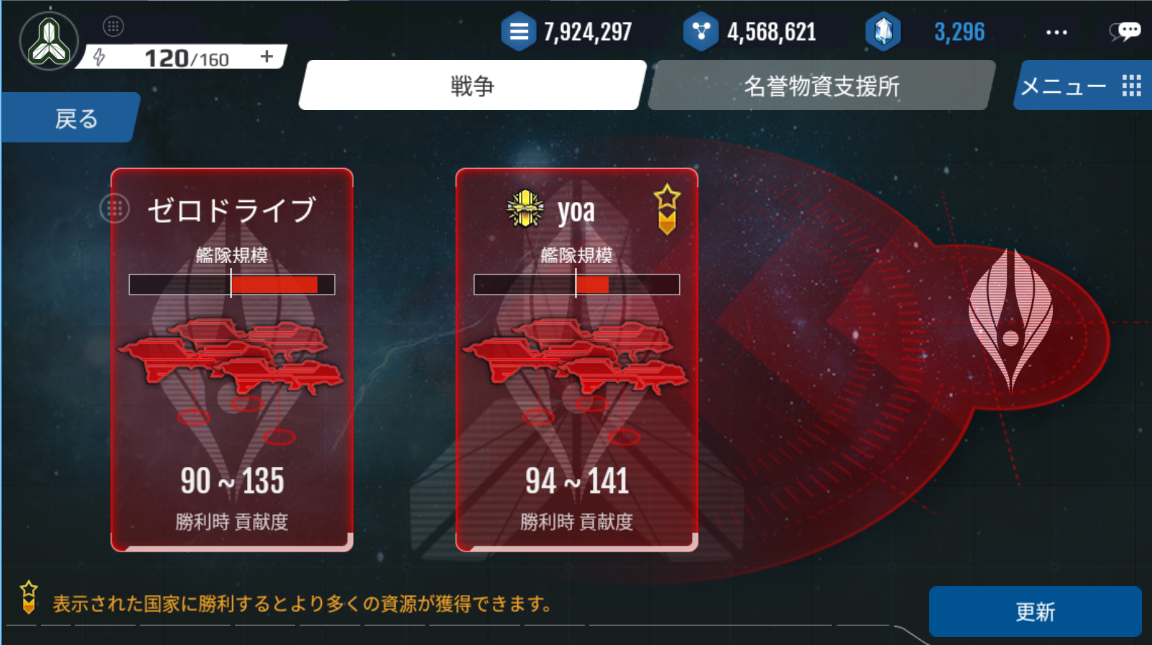 120/160 +
7,924,297
4,568,621
3,296
戦争
名誉物資支援所
メニュー
戻る
ゼロドライブ
艦隊規模
90 ~ 135
勝利時 貢献度
yoa
艦隊規模
94 ~ 141
勝利時 貢献度
表示された国家に勝利するとより多くの資源が獲得できます。
更新